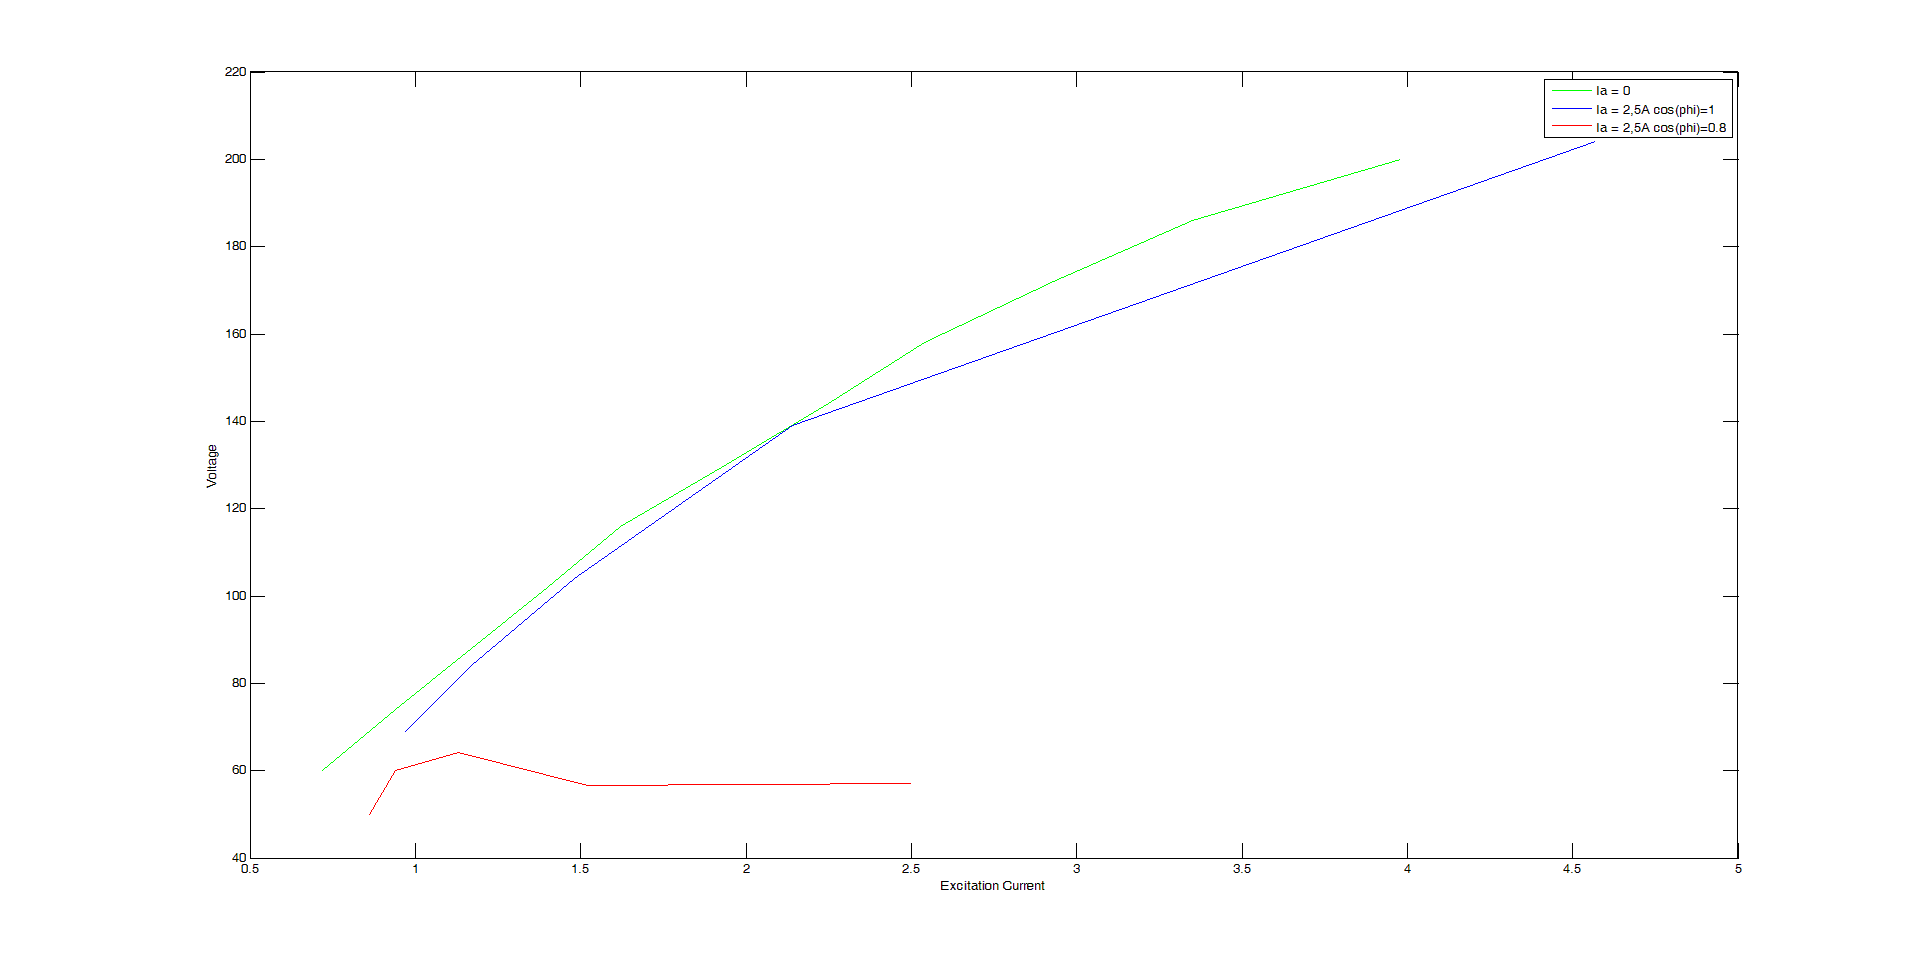 220
200
180
160
140
120
100
80
60
40
Voltage
Ia = 0
Ia = 2,5A cos(phi)=1
Ia = 2,5A cos(phi)=0.8
0.5 1 1.5 2 2.5 3 3.5 4 4.5 5
Excitation Current